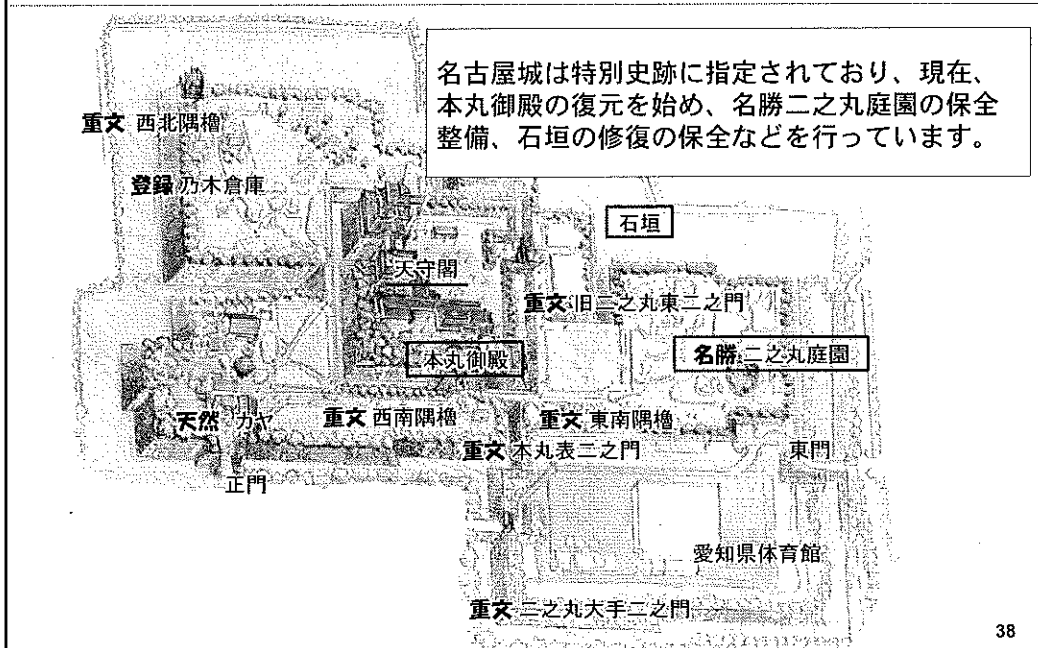 名古屋城は特別史跡に指定されており、現在、
本丸御殿の復元を始め、名勝二之丸庭園の保全
整備、石垣の修復の保全などを行っています。
重文 西北隅櫓
登録 乃木倉庫
石垣
天守閣
重文 旧二之丸東二之門
本丸御殿
名勝 二之丸庭園
天然 カヤ
重文 西南隅櫓
重文 東南隅櫓
重文 本丸表二之門
東門
正門
愛知県体育館
重文 二之丸大手二之門
38